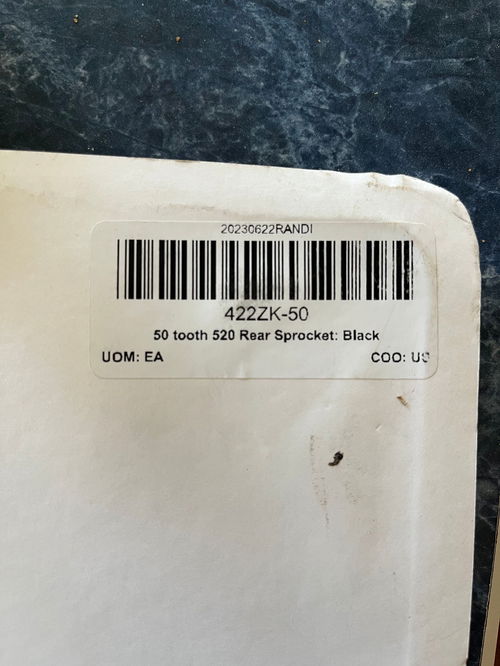 20230622RANDI
422ZK-50
50 tooth 520 Rear Sprocket: Black
UOM: EA
COO: US